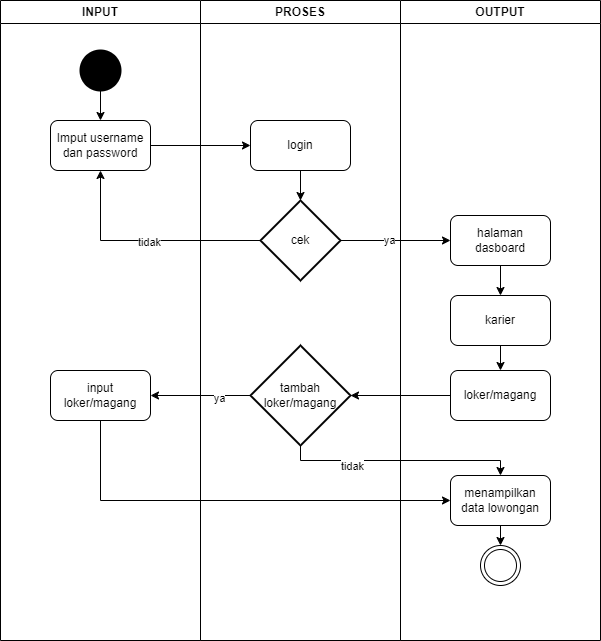 INPUT
PROSES
OUTPUT
Imput username
dan password
login
cek
tidak
ya
halaman
dasboard
karier
loker/magang
tambah
loker/magang
ya
input
loker/magang
tidak
menampilkan
data lowongan